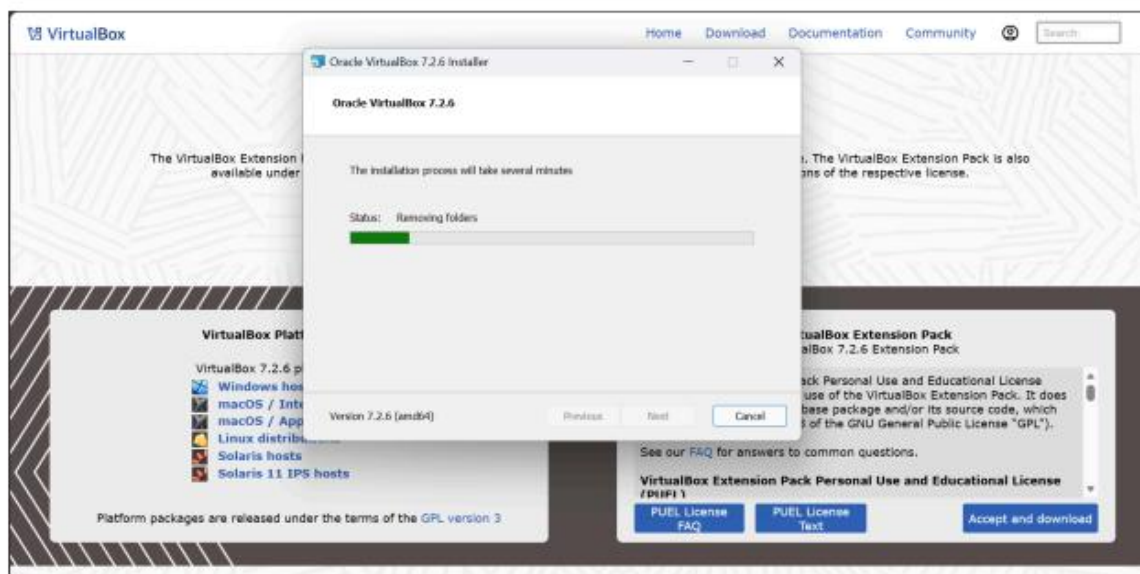 VirtualBox
Home Download Documentation Community
Search
Oracle VirtualBox 7.2.6 Installer
Oracle VirtualBox 7.2.6
The installation process will take several minutes
Status: Removing folders
Version 7.2.6 (amd64)
Previous Next Cancel
The VirtualBox Extension
available under
. The VirtualBox Extension Pack is also
ons of the respective license.
VirtualBox Platf
VirtualBox 7.2.6 p
Windows hos
macOS / Inte
macOS / App
Linux distrib
Solaris hosts
Solaris 11 IPS hosts
Platform packages are released under the terms of the GPL version 3
tualBox Extension Pack
alBox 7.2.6 Extension Pack
ack Personal Use and Educational License
use of the VirtualBox Extension Pack. It does
base package and/or its source code, which
3 of the GNU General Public License "GPL").
See our FAQ for answers to common questions.
VirtualBox Extension Pack Personal Use and Educational License
(PUEL)
PUEL License
FAQ
PUEL License
Text
Accept and download